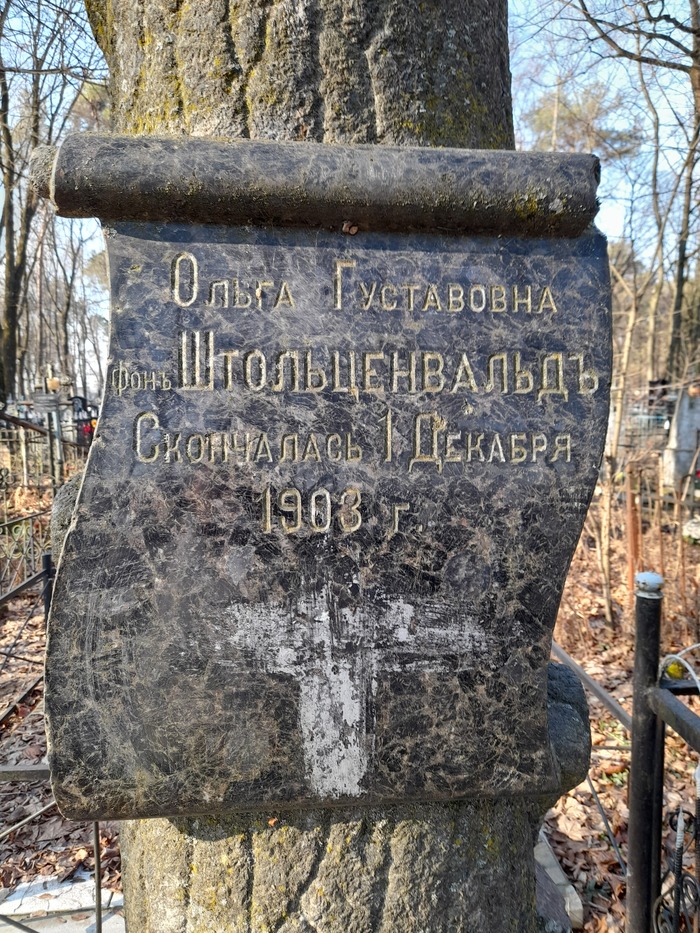 Ольга Густавовна
фонъ Штольценвальдъ
Скончалась 1 Декабря
1903 г.